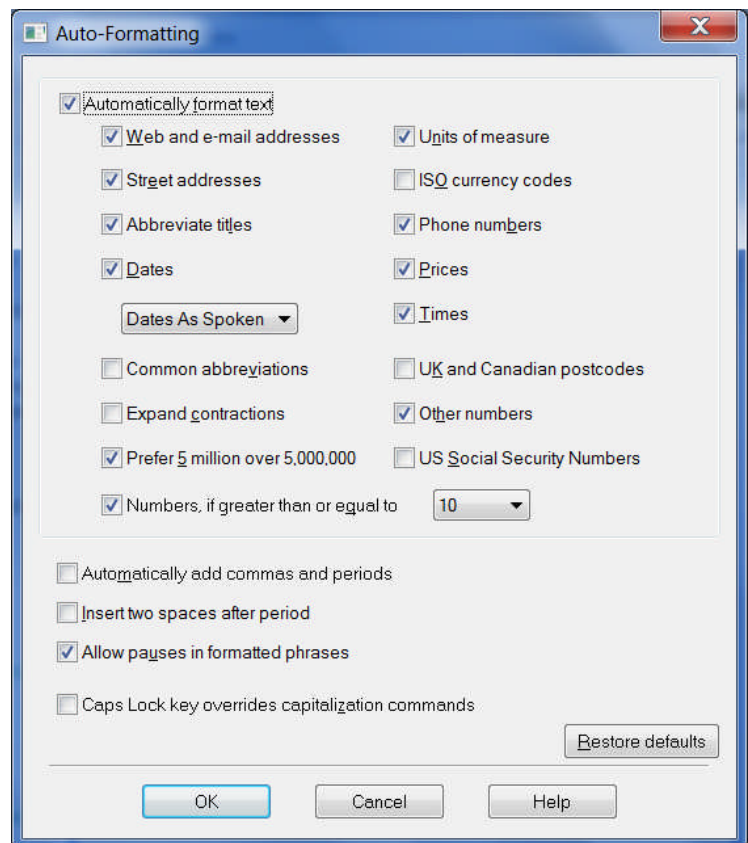 Auto-Formatting
Automatically format text
Web and e-mail addresses
Units of measure
Street addresses
ISO currency codes
Abbreviate titles
Phone numbers
Dates
Prices
Dates As Spoken
Times
Common abbreviations
UK and Canadian postcodes
Expand contractions
Other numbers
Prefer 5 million over 5,000,000
US Social Security Numbers
Numbers, if greater than or equal to 10
Automatically add commas and periods
Insert two spaces after period
Allow pauses in formatted phrases
Caps Lock key overrides capitalization commands
Restore defaults
OK Cancel Help